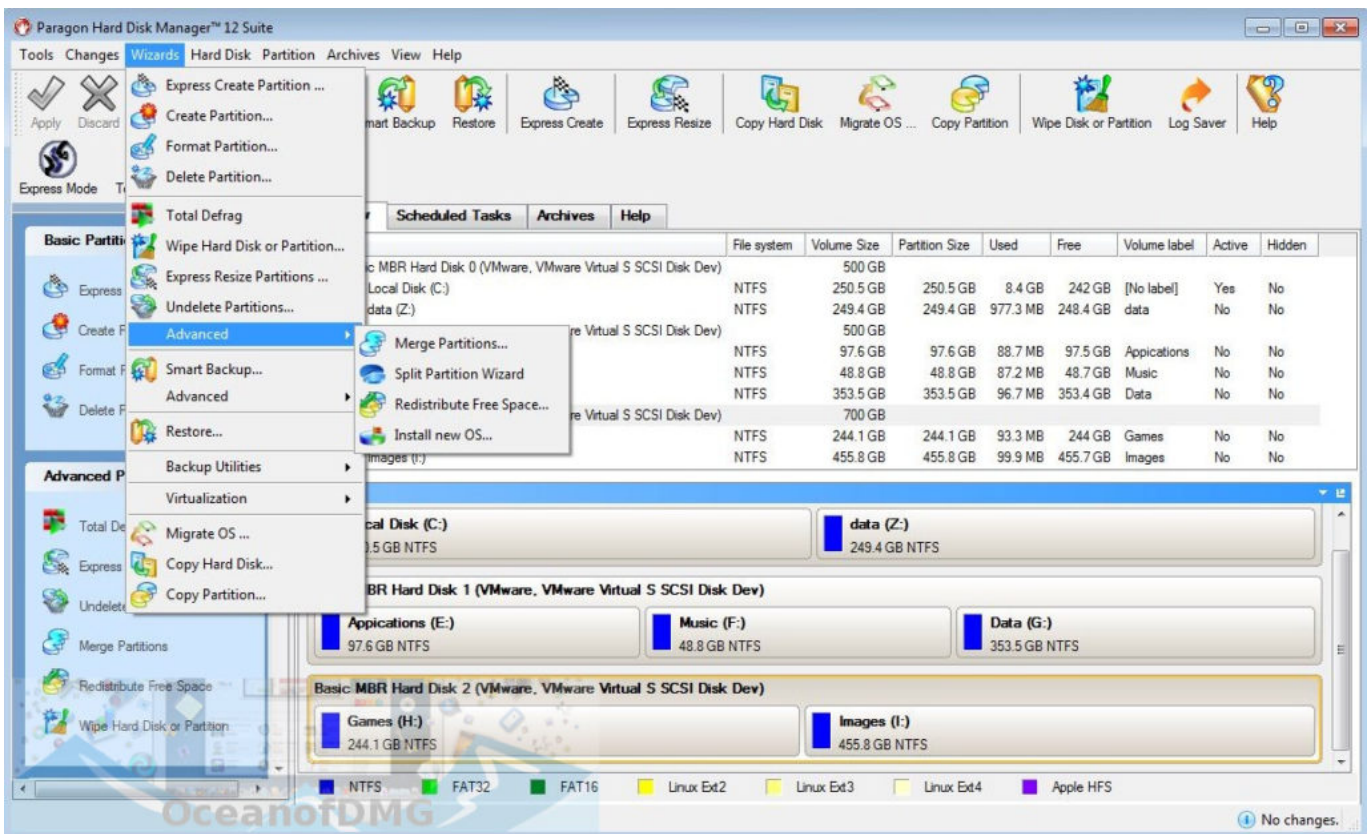 Paragon Hard Disk Manager™ 12 Suite
Tools Changes Wizards Hard Disk Partition Archives View Help
Apply Discard
mart Backup Restore Express Create Express Resize Copy Hard Disk Migrate OS ... Copy Partition Wipe Disk or Partition Log Saver Help
Express Mode
Express Create Partition ...
Create Partition...
Format Partition...
Delete Partition...
Total Defrag
Wipe Hard Disk or Partition...
Express Resize Partitions ...
Undelete Partitions...
Advanced
Smart Backup...
Advanced
Restore...
Backup Utilities
Virtualization
Migrate OS ...
Copy Hard Disk...
Copy Partition...
Merge Partitions...
Split Partition Wizard
Redistribute Free Space...
Install new OS...
Basic Partiti
Express
Create P
Format P
Delete P
Advanced P
Total De
Express
Undelete
Merge Partitions
Redistribute Free Space
Wipe Hard Disk or Partition
Scheduled Tasks Archives Help
File system Volume Size Partition Size Used Free Volume label Active Hidden
ic MBR Hard Disk 0 (VMware, VMware Virtual S SCSI Disk Dev) 500 GB
Local Disk (C:) NTFS 250.5 GB 250.5 GB 8.4 GB 242 GB [No label] Yes No
data (Z:) NTFS 249.4 GB 249.4 GB 977.3 MB 248.4 GB data No No
re Virtual S SCSI Disk Dev) 500 GB
NTFS 97.6 GB 97.6 GB 88.7 MB 97.5 GB Appications No No
NTFS 48.8 GB 48.8 GB 87.2 MB 48.7 GB Music No No
NTFS 353.5 GB 353.5 GB 96.7 MB 353.4 GB Data No No
re Virtual S SCSI Disk Dev) 700 GB
NTFS 244.1 GB 244.1 GB 93.3 MB 244 GB Games No No
Images (I:) NTFS 455.8 GB 455.8 GB 99.9 MB 455.7 GB Images No No
cal Disk (C:) data (Z:)
0.5 GB NTFS 249.4 GB NTFS
MBR Hard Disk 1 (VMware, VMware Virtual S SCSI Disk Dev)
Appications (E:) Music (F:) Data (G:)
97.6 GB NTFS 48.8 GB NTFS 353.5 GB NTFS
Basic MBR Hard Disk 2 (VMware, VMware Virtual S SCSI Disk Dev)
Games (H:) Images (I:)
244.1 GB NTFS 455.8 GB NTFS
NTFS FAT32 FAT16 Linux Ext2 Linux Ext3 Linux Ext4 Apple HFS
OceanofDMG
No changes.